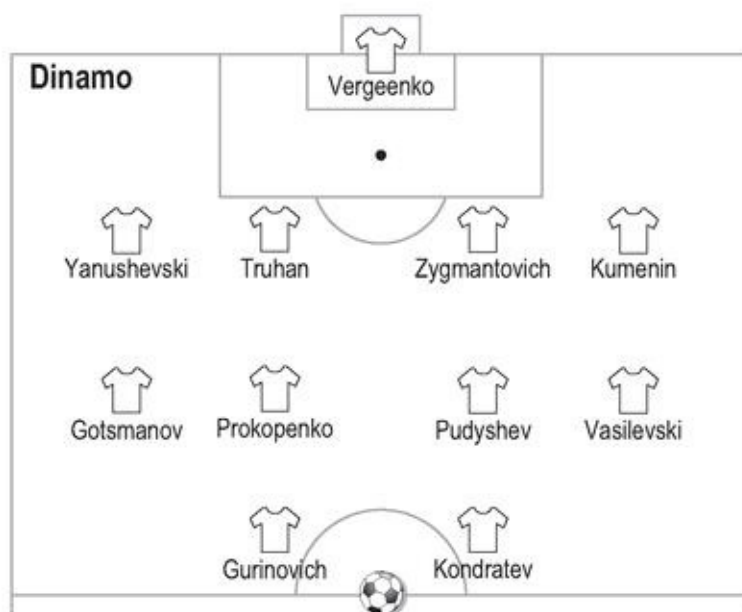 Dinamo
Vergeenko
Yanushevski Truhan Zygmantovich Kumenin
Gotsmanov Prokopenko Pudyshev Vasilevski
Gurinovich Kondratev